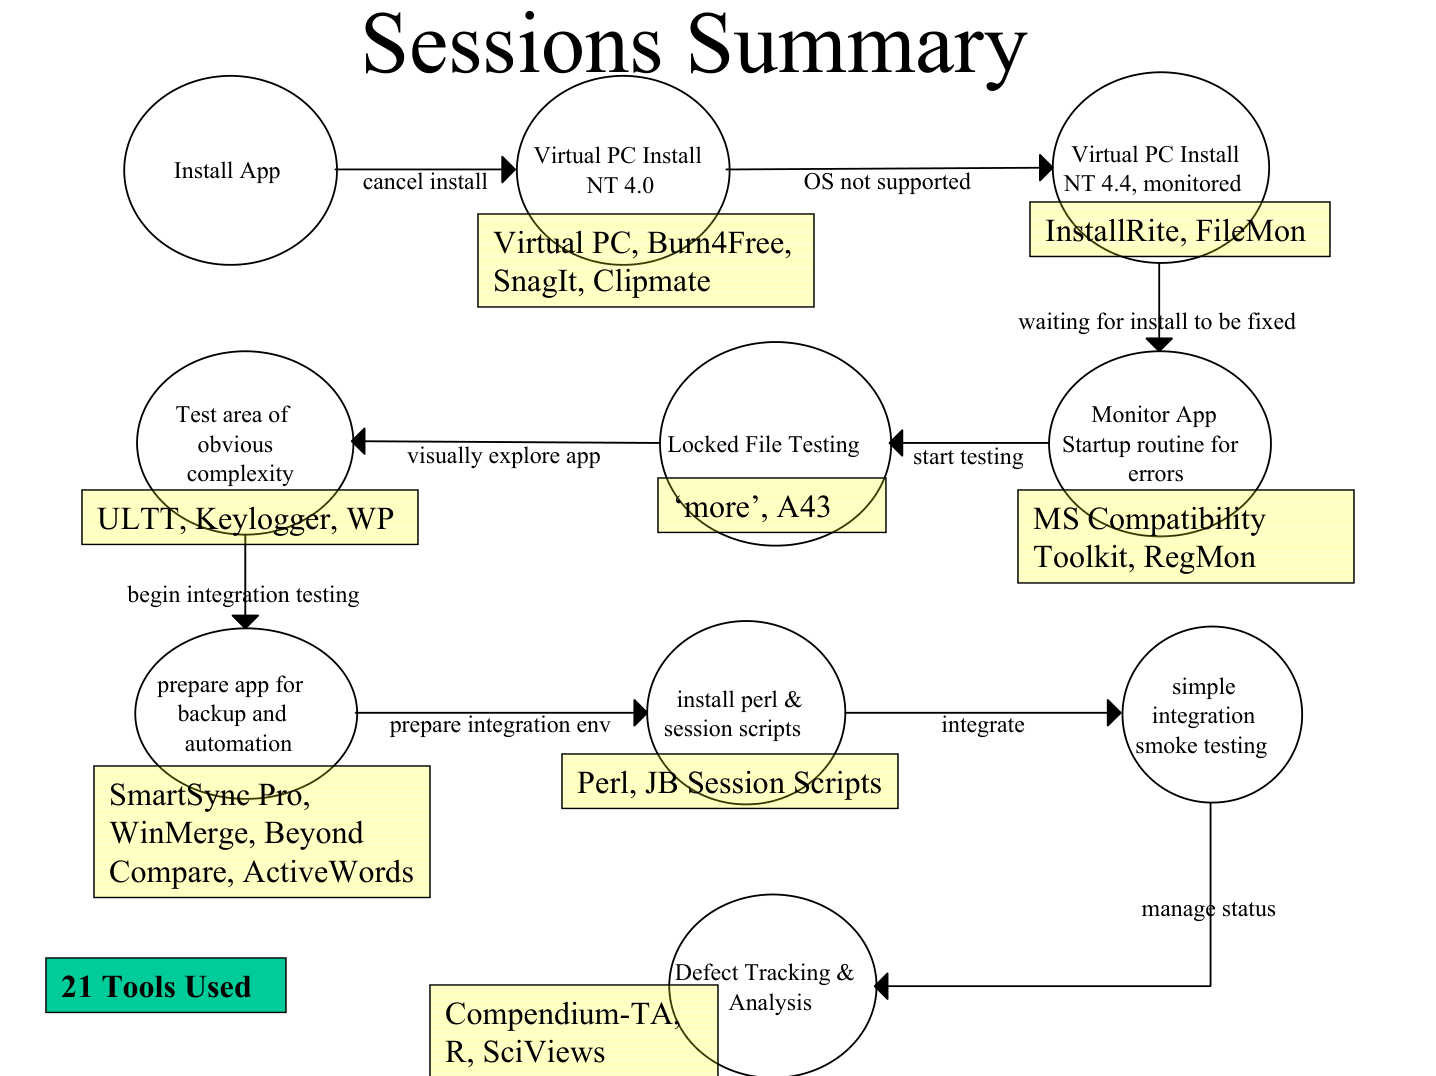 Sessions Summary
Install App
cancel install
Virtual PC Install
NT 4.0
Virtual PC, Burn4Free,
SnagIt, Clipmate
OS not supported
Virtual PC Install
NT 4.4, monitored
InstallRite, FileMon
waiting for install to be fixed
Monitor App
Startup routine for
errors
MS Compatibility
Toolkit, RegMon
start testing
Locked File Testing
‘more’, A43
visually explore app
Test area of
obvious
complexity
ULTT, Keylogger, WP
begin integration testing
prepare app for
backup and
automation
SmartSync Pro,
WinMerge, Beyond
Compare, ActiveWords
prepare integration env
install perl &
session scripts
Perl, JB Session Scripts
integrate
simple
integration
smoke testing
manage status
Defect Tracking &
Analysis
Compendium-TA,
R, SciViews
21 Tools Used